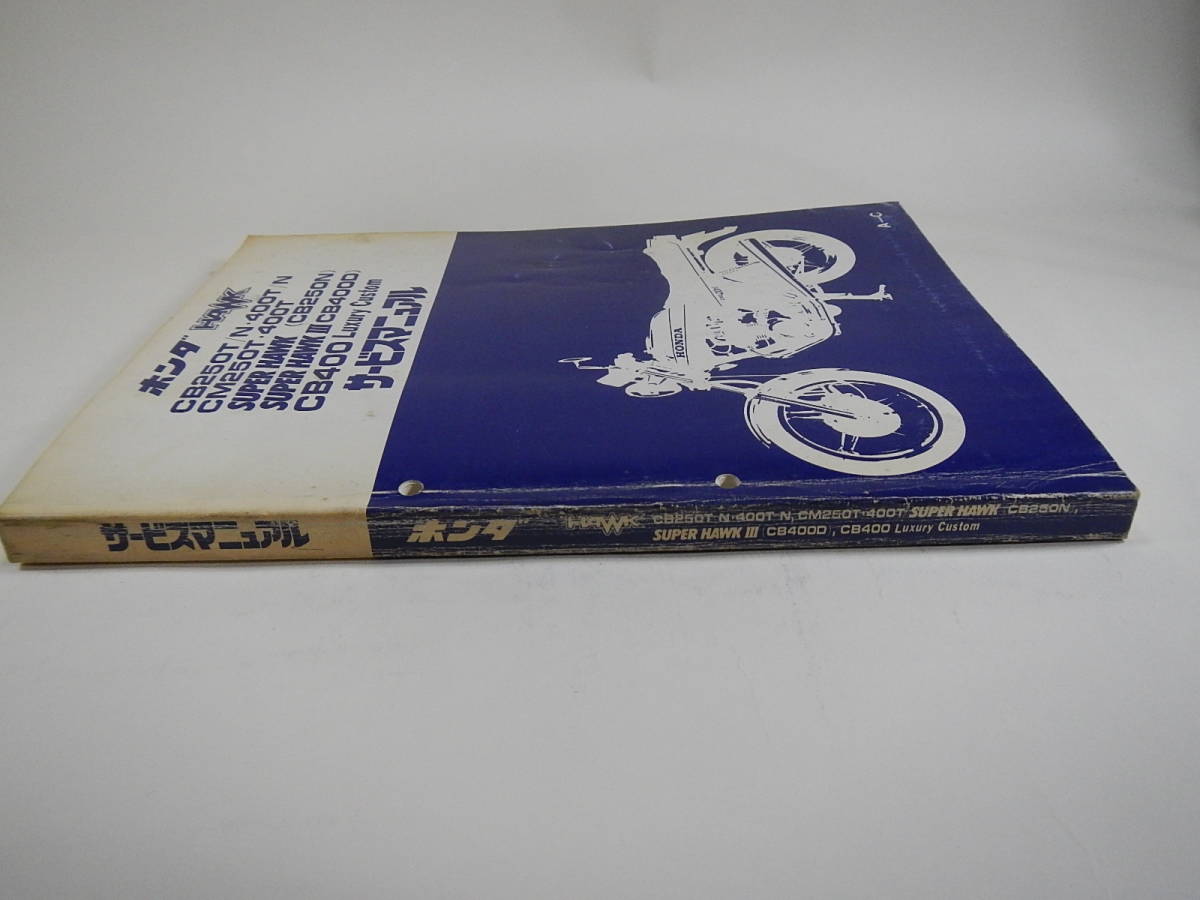 ホンダ HAWK
CB250T/N・400T/N
CM250T・400T
SUPER HAWK (CB250N)
SUPER HAWK III (CB400D)
CB400 Luxury Custom
サービスマニュアル
HONDA
A-C
サービスマニュアル ホンダ HAWK CB250T/N・400T/N, CM250T・400T SUPER HAWK (CB250N),
SUPER HAWK III (CB400D), CB400 Luxury Custom